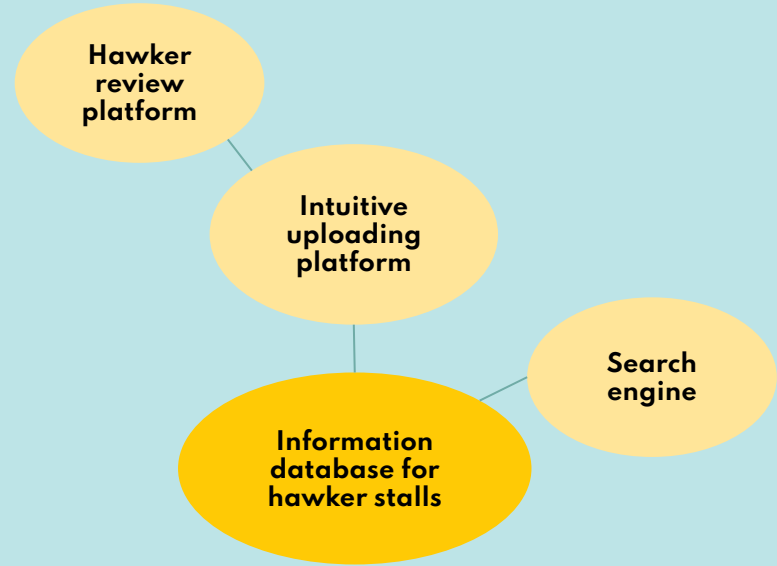 Hawker
review
platform
Intuitive
uploading
platform
Search
engine
Information
database for
hawker stalls